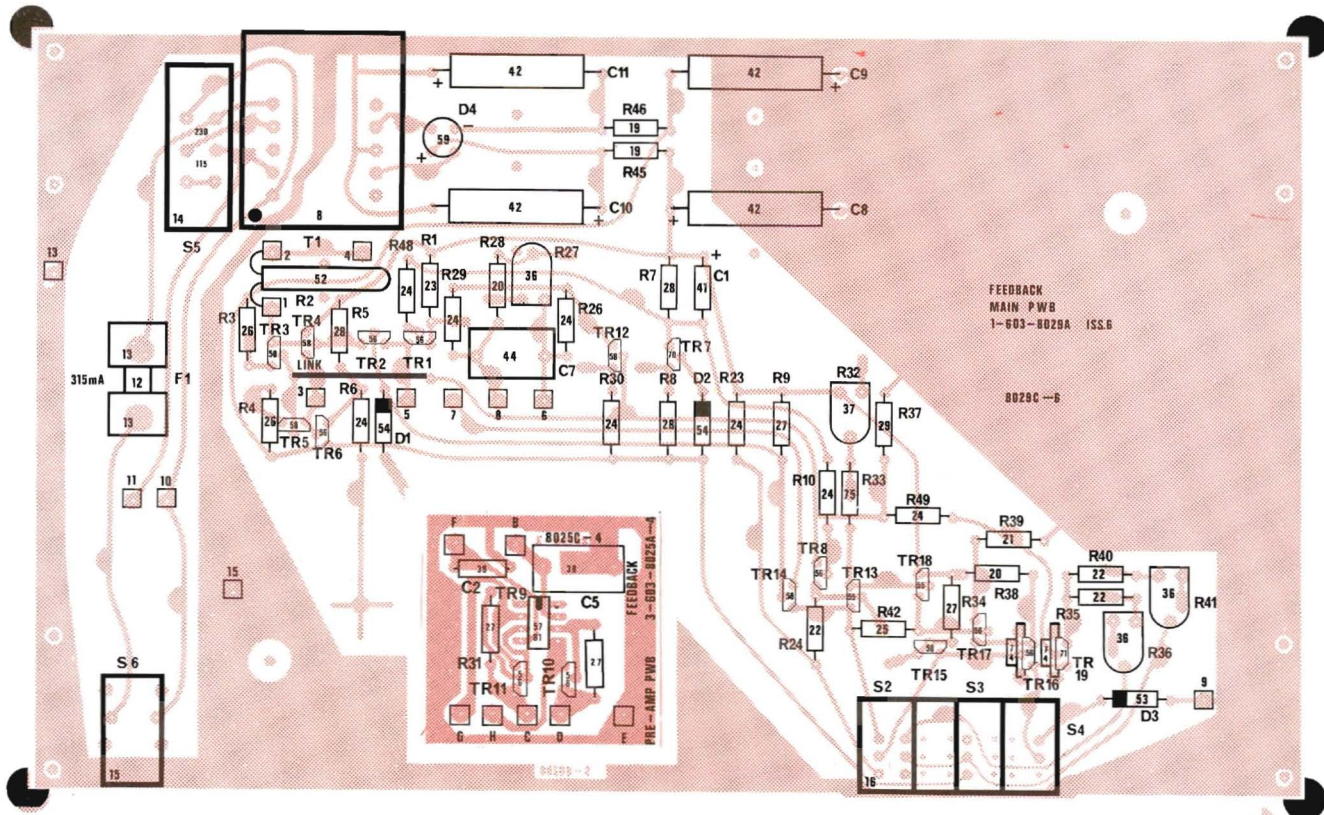 42 C11 42 C9
+ + 
D4 R46
230 59 19
115 19
R45
14 8 42 C10 42 C8
S5
13
T1 R48 R1 R28 R27 R7 C1
2 4
52 24 23 R29 20 36 28 41
FEEDBACK
MAIN PWB
1-603-8029A ISS.6
1 R2 R5 R26
R3 TR3 TR4 24 24 TR12 TR7
26 28 44
LINK TR2 TR1 C7
8029C-6
13
315mA 12 F1
13
R6 R30 R8 D2 R23 R9 R32
3 5 7 8 6
R4 37 R37
26 24 54 24 28 54 24 27 29
TR5 TR6 D1
R10 R33
11 10 24 75 R49
24
R39
21
F B
8025C-4
39 38
C2 TR9 C5
TR8 TR18 R40
15 TR14 TR13 20 22
R38 22 36 R41
27 57 27 R34 R35
R42 27
22 25 36
R31 R24 TR17 R36
TR11 TR10 TR15 TR16 TR
19
FEEDBACK
3-603-8025A-4
PRE-AMP PWB
S6 S2 S3 9
53
D3
S4
G H C D E
15 16